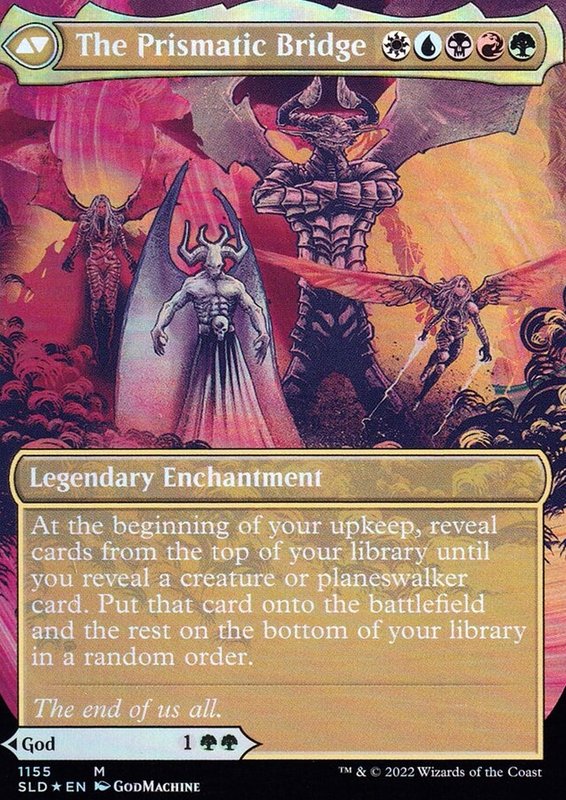 The Prismatic Bridge
Legendary Enchantment
At the beginning of your upkeep, reveal
cards from the top of your library until
you reveal a creature or planeswalker
card. Put that card onto the battlefield
and the rest on the bottom of your library
in a random order.
The end of us all.
God 1
1155 M
SLD ★ EN GodMachine
™ & © 2022 Wizards of the Coast